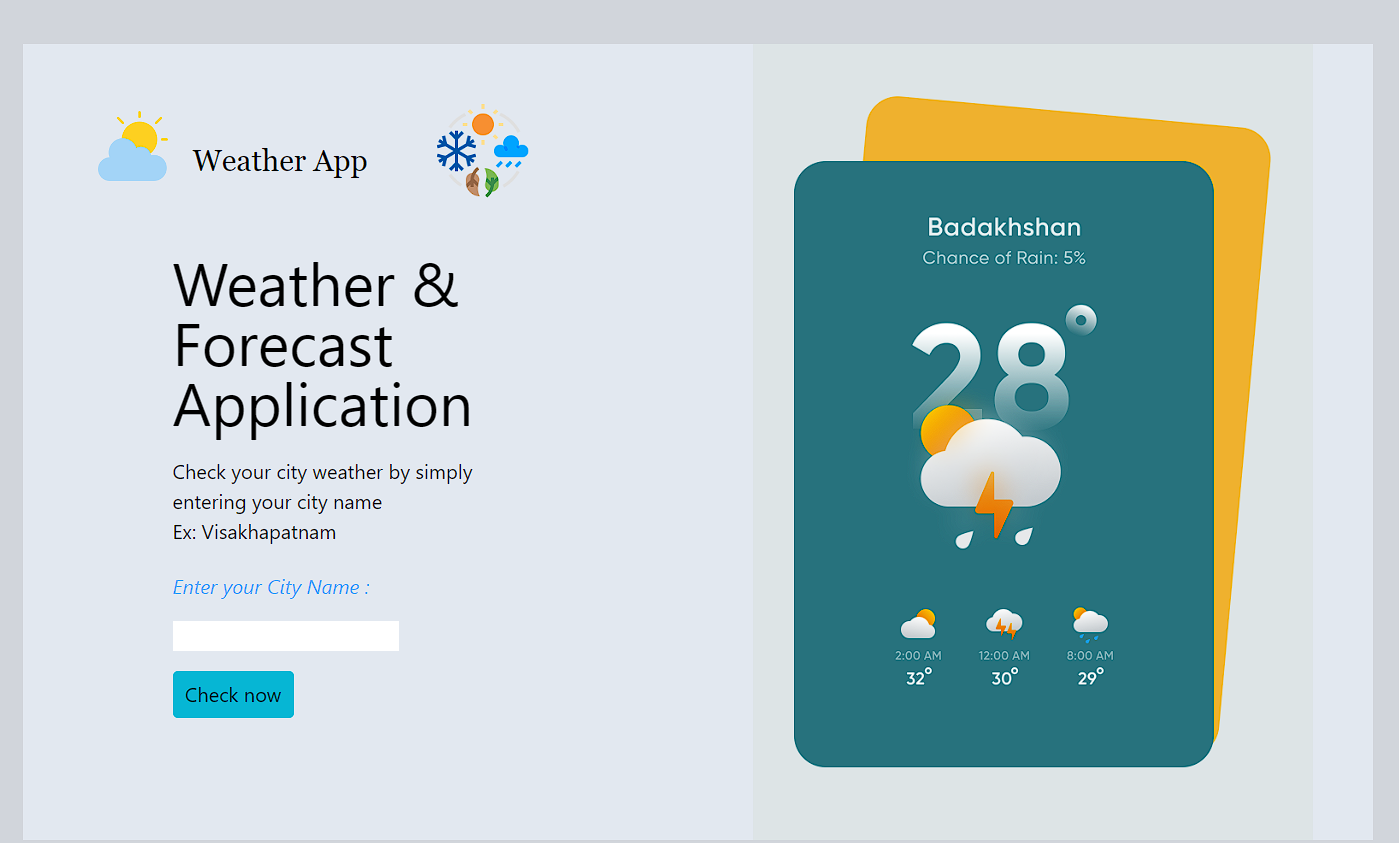 Weather App
Weather &
Forecast
Application
Check your city weather by simply
entering your city name
Ex: Visakhapatnam
Enter your City Name :
Check now
Badakhshan
Chance of Rain: 5%
28°
2:00 AM 12:00 AM 8:00 AM
32° 30° 29°